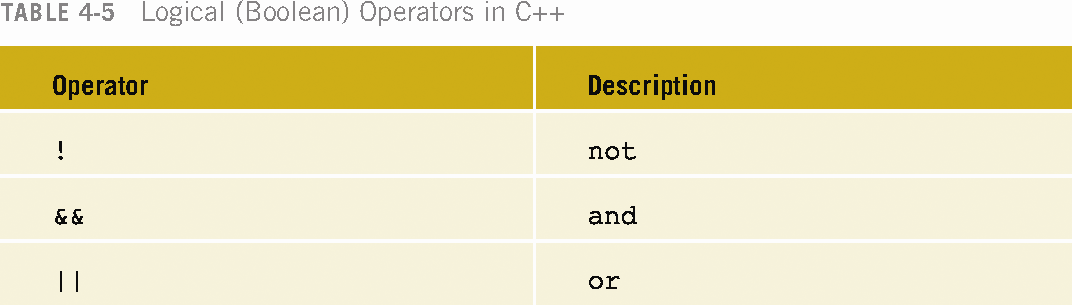 TABLE 4-5 Logical (Boolean) Operators in C++
Operator Description
! not
&& and
|| or